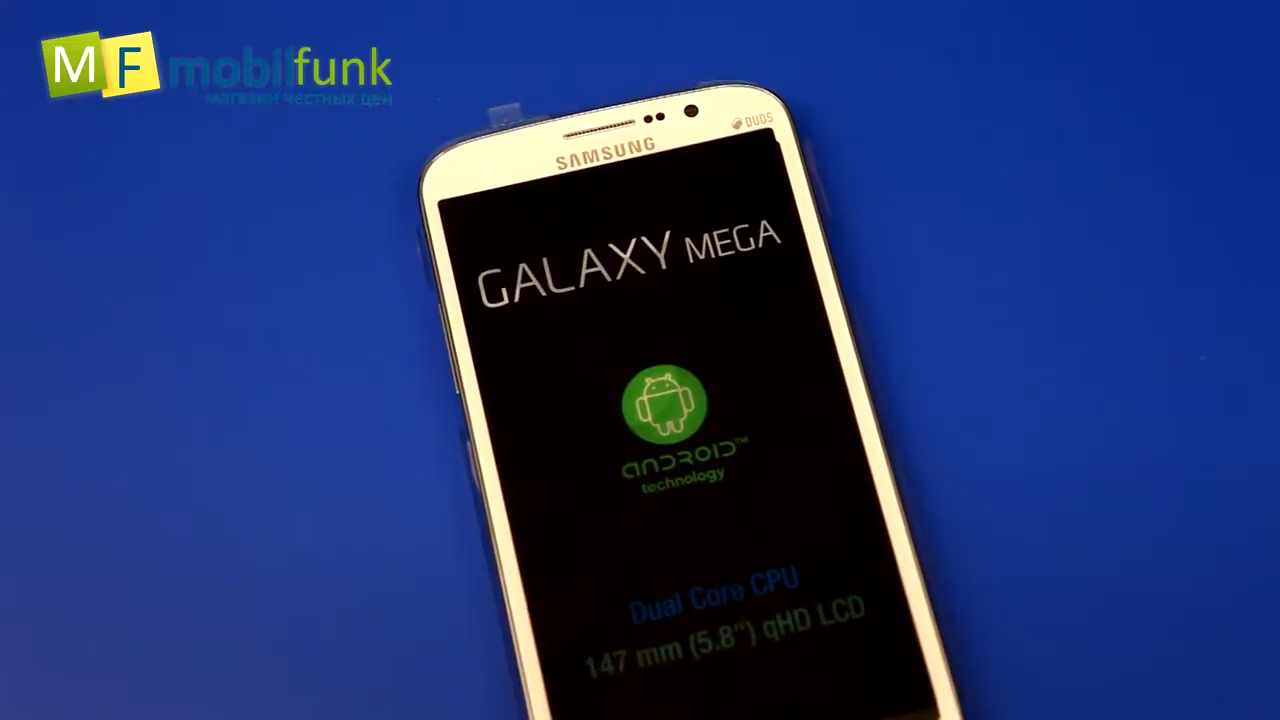 MF mobilfunk
магазин честных цен
DUOS
SAMSUNG
GALAXY MEGA
ANDROID™
technology
Dual Core CPU
147 mm (5.8") qHD LCD